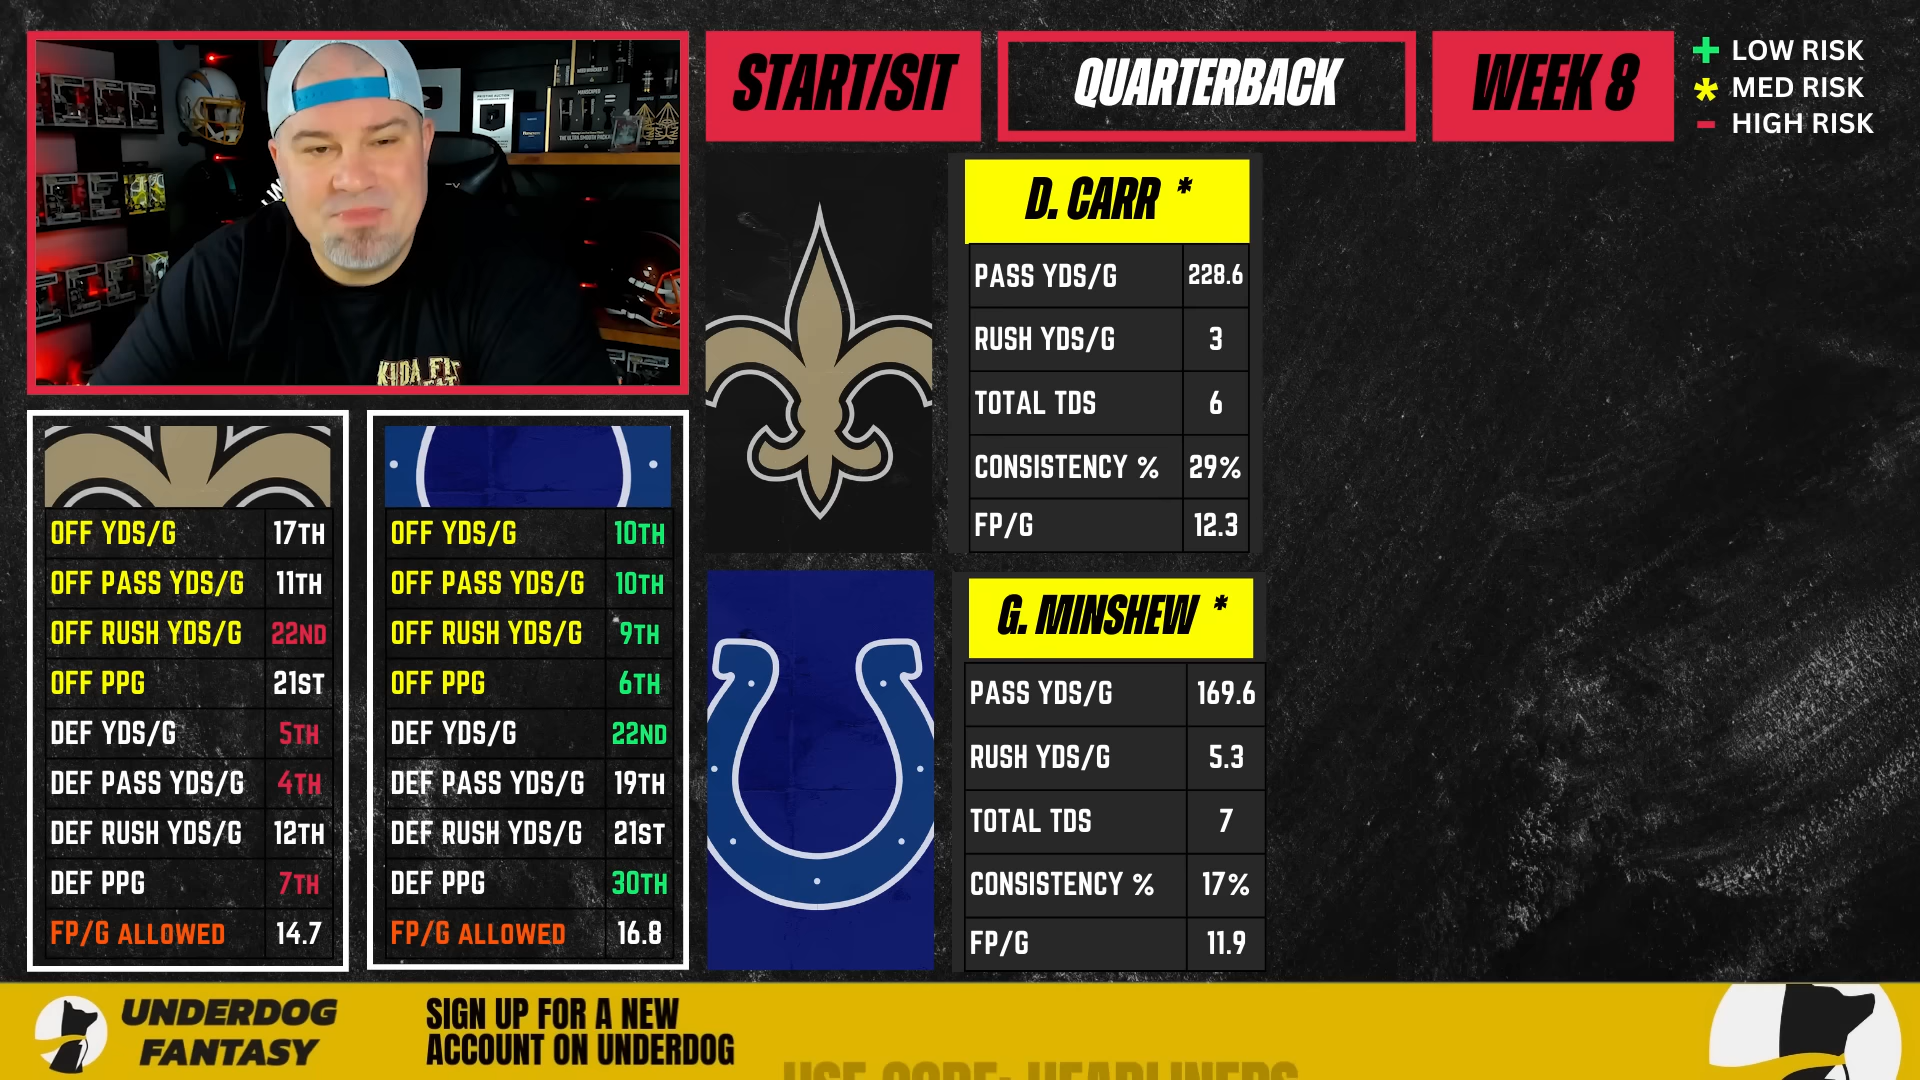 START/SIT
QUARTERBACK
WEEK 8
+ LOW RISK
* MED RISK
- HIGH RISK
D. CARR *
PASS YDS/G 228.6
RUSH YDS/G 3
TOTAL TDS 6
CONSISTENCY % 29%
FP/G 12.3
G. MINSHEW *
PASS YDS/G 169.6
RUSH YDS/G 5.3
TOTAL TDS 7
CONSISTENCY % 17%
FP/G 11.9
OFF YDS/G 17TH
OFF PASS YDS/G 11TH
OFF RUSH YDS/G 22ND
OFF PPG 21ST
DEF YDS/G 5TH
DEF PASS YDS/G 4TH
DEF RUSH YDS/G 12TH
DEF PPG 7TH
FP/G ALLOWED 14.7
OFF YDS/G 10TH
OFF PASS YDS/G 10TH
OFF RUSH YDS/G 9TH
OFF PPG 6TH
DEF YDS/G 22ND
DEF PASS YDS/G 19TH
DEF RUSH YDS/G 21ST
DEF PPG 30TH
FP/G ALLOWED 16.8
UNDERDOG
FANTASY
SIGN UP FOR A NEW
ACCOUNT ON UNDERDOG
USE CODE: HEADLINERS